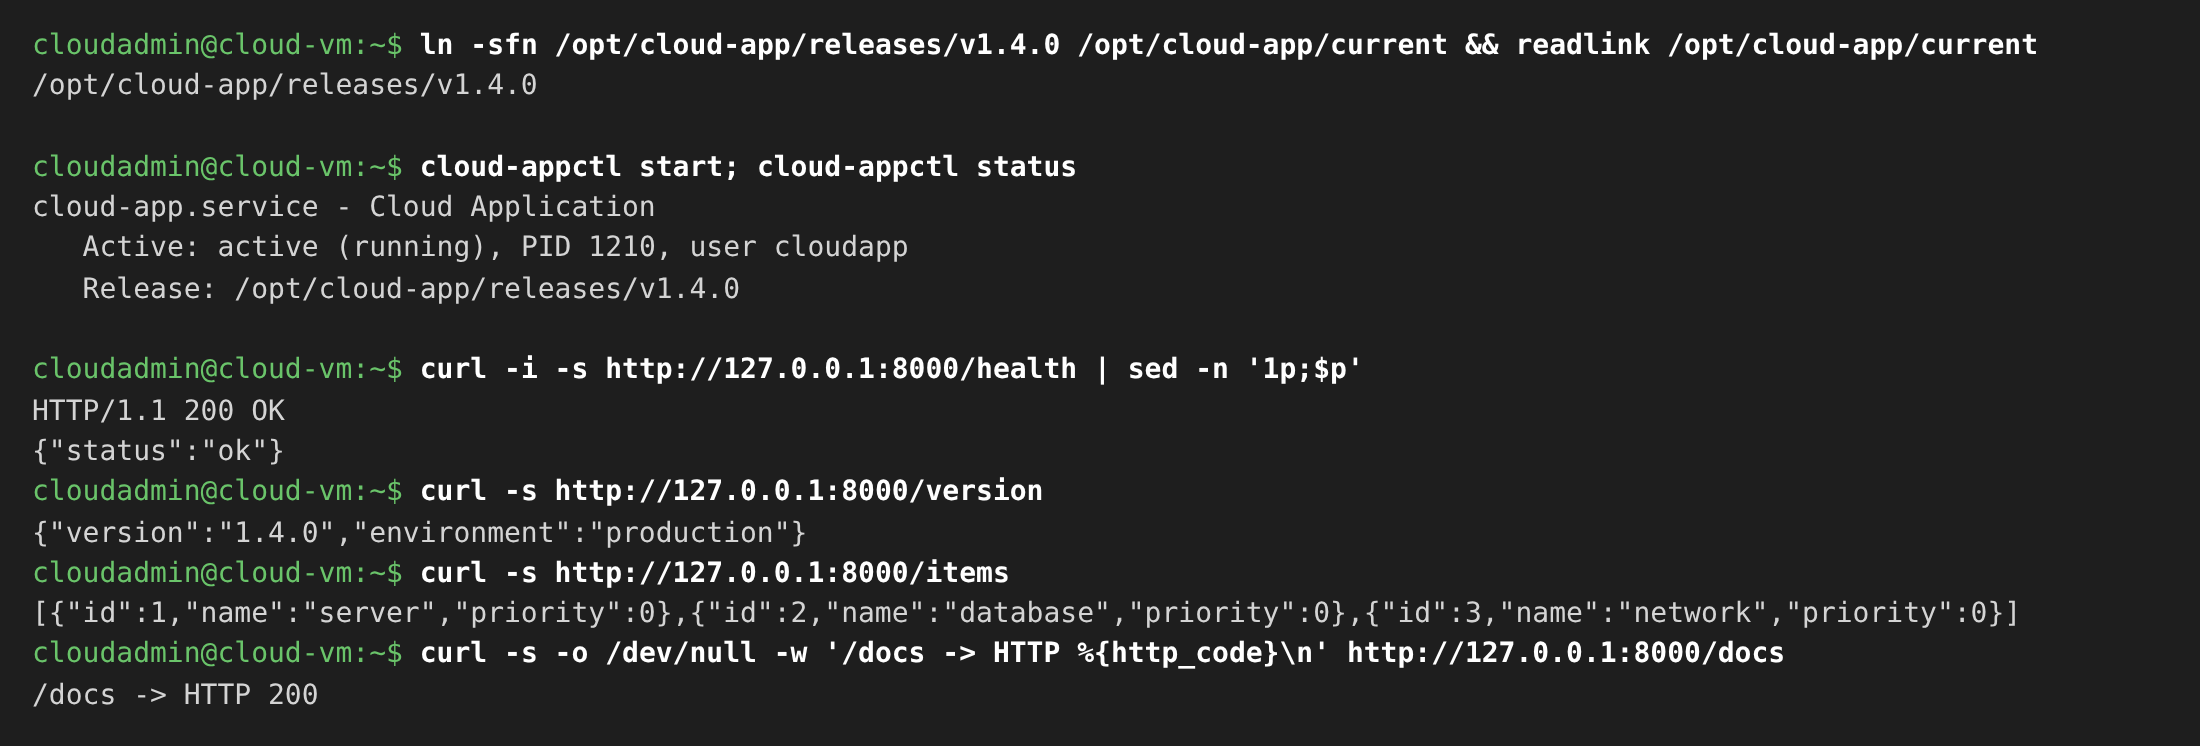 cloudadmin@cloud-vm:~$ ln -sfn /opt/cloud-app/releases/v1.4.0 /opt/cloud-app/current && readlink /opt/cloud-app/current
/opt/cloud-app/releases/v1.4.0
cloudadmin@cloud-vm:~$ cloud-appctl start; cloud-appctl status
cloud-app.service - Cloud Application
   Active: active (running), PID 1210, user cloudapp
   Release: /opt/cloud-app/releases/v1.4.0
cloudadmin@cloud-vm:~$ curl -i -s http://127.0.0.1:8000/health | sed -n '1p;$p'
HTTP/1.1 200 OK
{"status":"ok"}
cloudadmin@cloud-vm:~$ curl -s http://127.0.0.1:8000/version
{"version":"1.4.0","environment":"production"}
cloudadmin@cloud-vm:~$ curl -s http://127.0.0.1:8000/items
[{"id":1,"name":"server","priority":0},{"id":2,"name":"database","priority":0},{"id":3,"name":"network","priority":0}]
cloudadmin@cloud-vm:~$ curl -s -o /dev/null -w '/docs -> HTTP %{http_code}\n' http://127.0.0.1:8000/docs
/docs -> HTTP 200